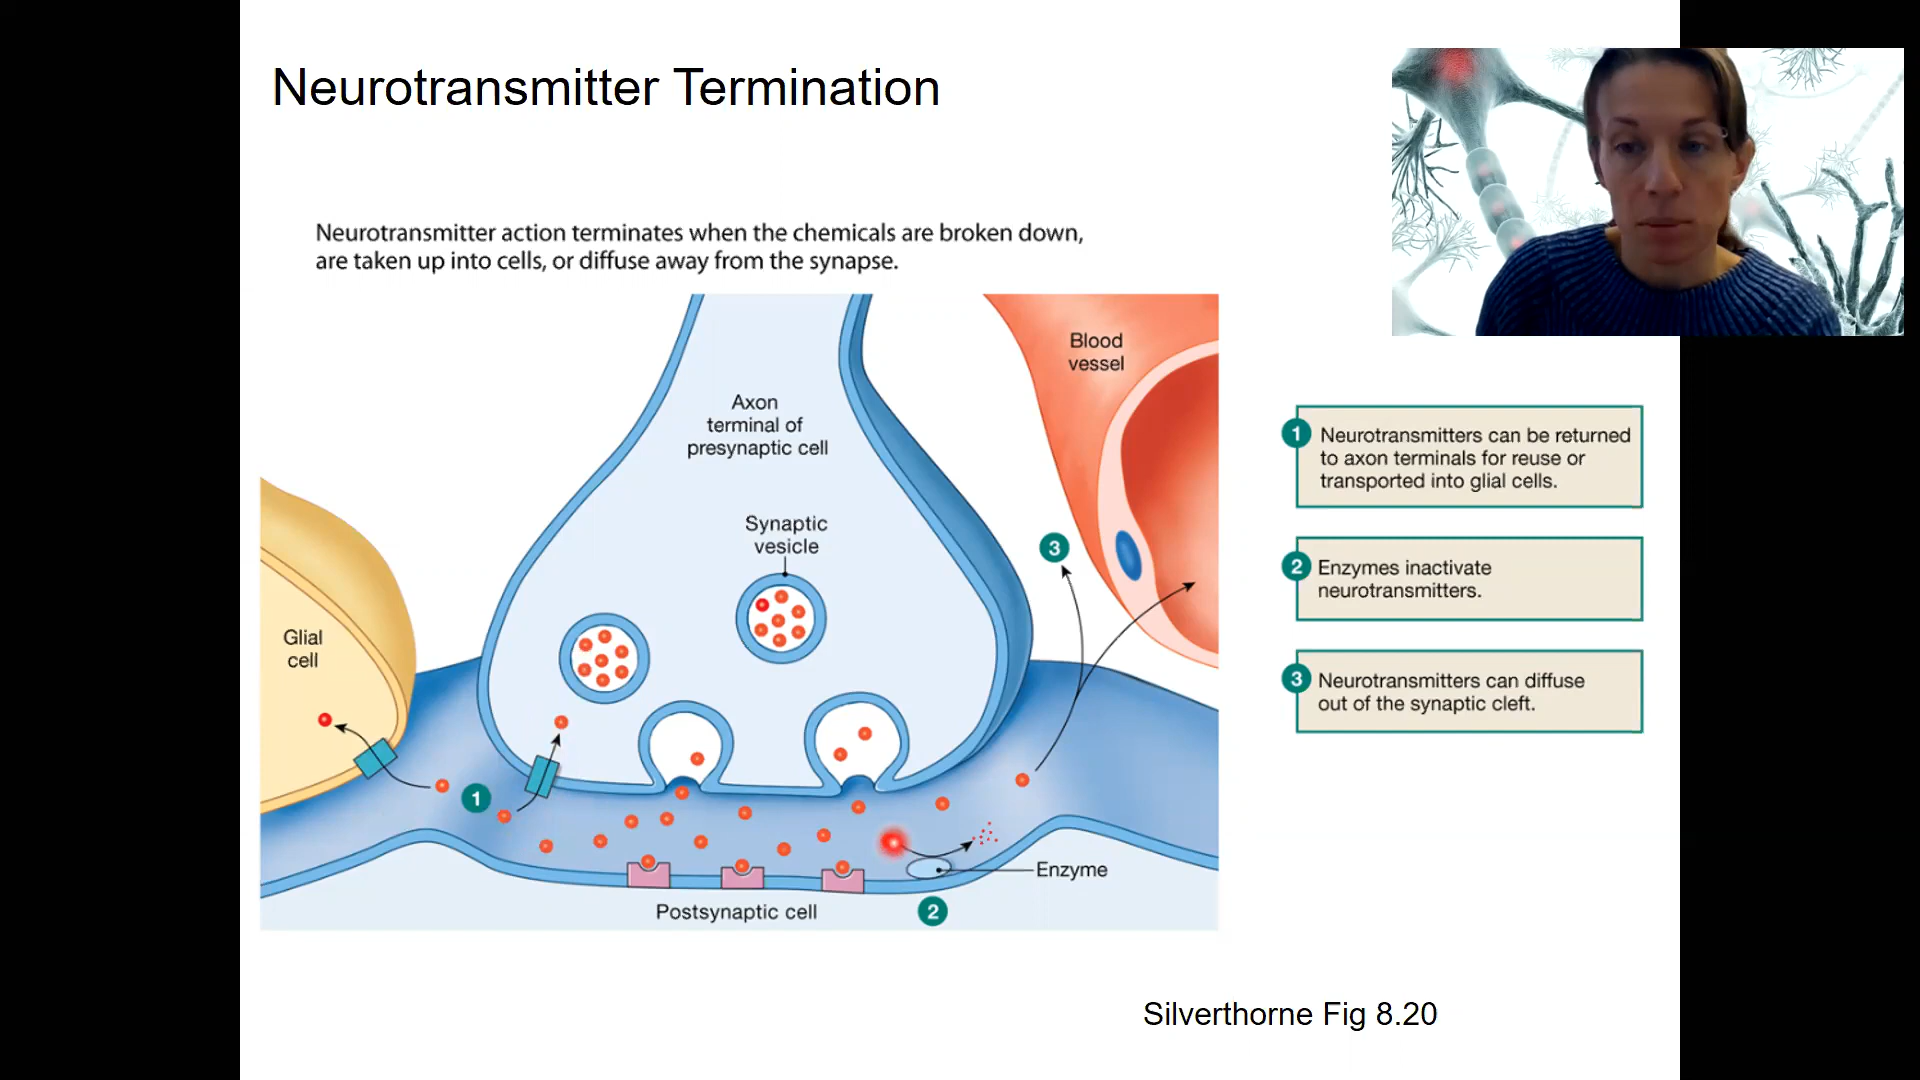 Neurotransmitter Termination
Neurotransmitter action terminates when the chemicals are broken down,
are taken up into cells, or diffuse away from the synapse.
Blood
vessel
Axon
terminal of
presynaptic cell
Synaptic
vesicle
3
Glial
cell
1
Enzyme
Postsynaptic cell
2
1 Neurotransmitters can be returned
to axon terminals for reuse or
transported into glial cells.
2 Enzymes inactivate
neurotransmitters.
3 Neurotransmitters can diffuse
out of the synaptic cleft.
Silverthorne Fig 8.20